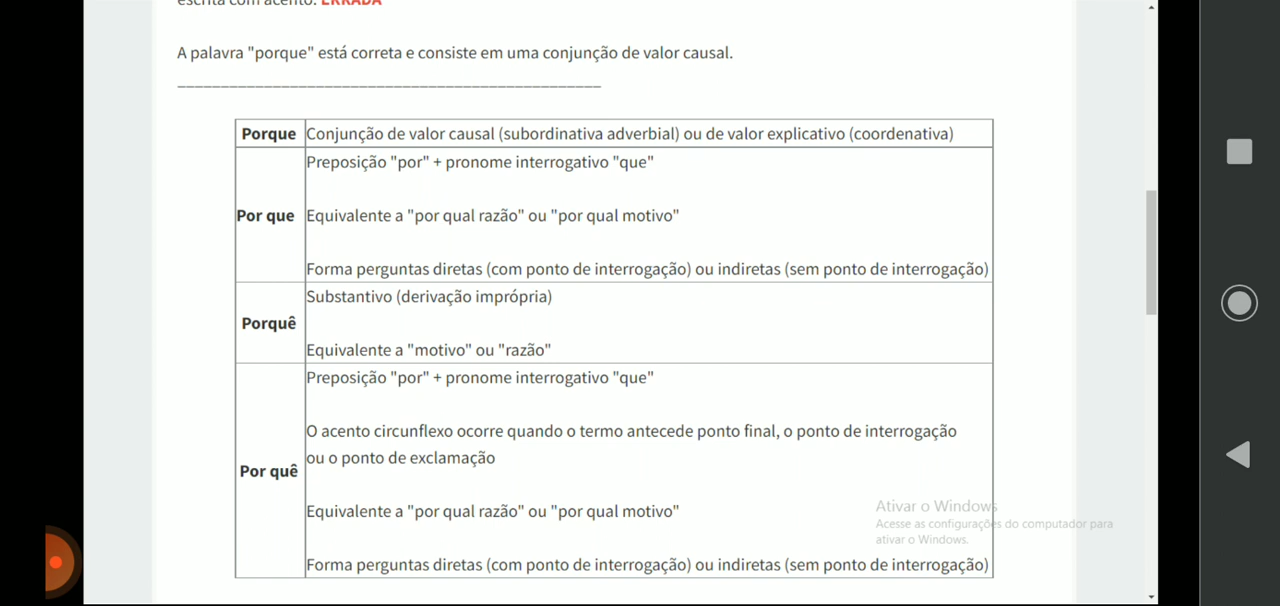 escrita com acento. ERRADA
A palavra "porque" está correta e consiste em uma conjunção de valor causal.
________________________________________________
Porque Conjunção de valor causal (subordinativa adverbial) ou de valor explicativo (coordenativa)
Preposição "por" + pronome interrogativo "que"
Por que Equivalente a "por qual razão" ou "por qual motivo"
Forma perguntas diretas (com ponto de interrogação) ou indiretas (sem ponto de interrogação)
Substantivo (derivação imprópria)
Porquê
Equivalente a "motivo" ou "razão"
Preposição "por" + pronome interrogativo "que"
O acento circunflexo ocorre quando o termo antecede ponto final, o ponto de interrogação
ou o ponto de exclamação
Por quê
Equivalente a "por qual razão" ou "por qual motivo"
Forma perguntas diretas (com ponto de interrogação) ou indiretas (sem ponto de interrogação)
Ativar o Windows
Acesse as configurações do computador para
ativar o Windows.